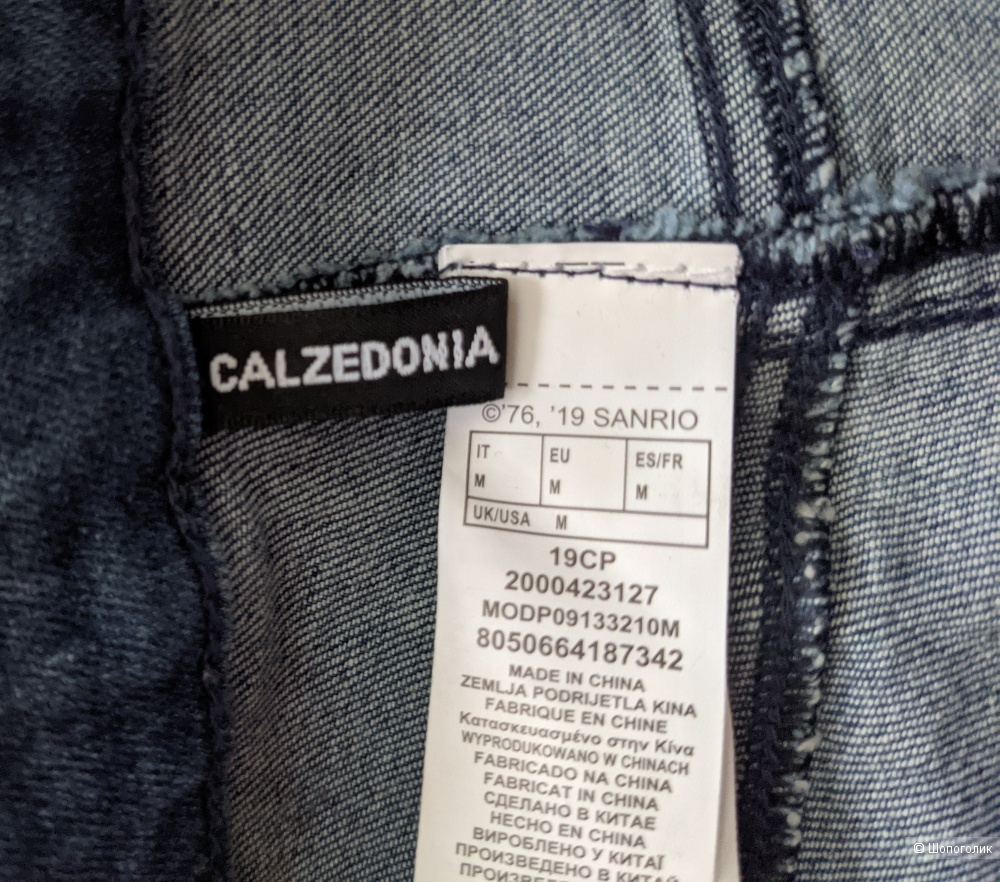 CALZEDONIA
©'76, '19 SANRIO
IT EU ES/FR
M M M
UK/USA M
19CP
2000423127
MODP09133210M
8050664187342
MADE IN CHINA
ZEMLJA PODRIJETLA KINA
FABRIQUE EN CHINE
Κατασκευασμένο στην Κίνα
WYPRODUKOWANO W CHINACH
FABRICADO NA CHINA
FABRICAT IN CHINA
СДЕЛАНО В КИТАЕ
HECHO EN CHINA
ВИРОБЛЕНО У КИТАЇ
ПРОИЗВЕДЕНО В КИТАЙ
© Шопоголик